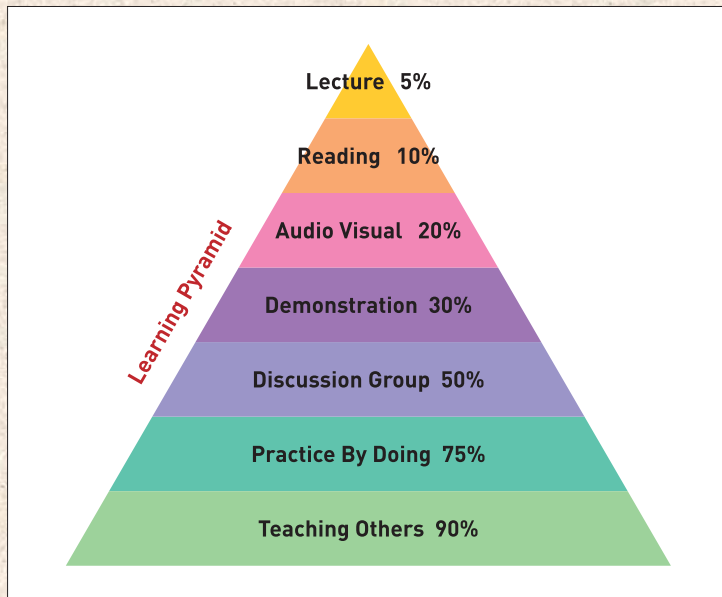 Lecture 5%
Reading 10%
Audio Visual 20%
Learning Pyramid
Demonstration 30%
Discussion Group 50%
Practice By Doing 75%
Teaching Others 90%